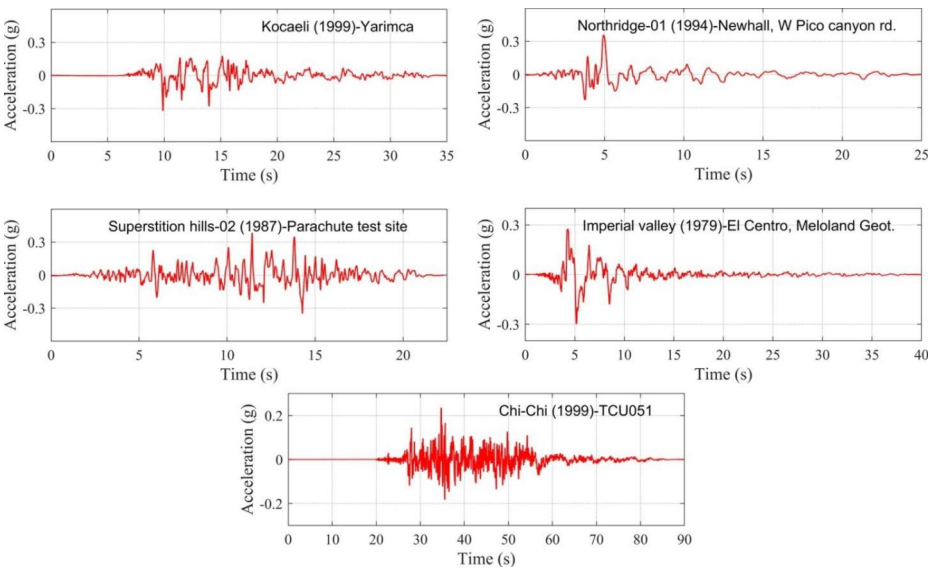 Kocaeli (1999)-Yarimca
Acceleration (g)
0.3
0
-0.3
0 5 10 15 20 25 30 35
Time (s)
Northridge-01 (1994)-Newhall, W Pico canyon rd.
Acceleration (g)
0.3
0
-0.3
0 5 10 15 20 25
Time (s)
Superstition hills-02 (1987)-Parachute test site
Acceleration (g)
0.3
0
-0.3
0 5 10 15 20
Time (s)
Imperial valley (1979)-El Centro, Meloland Geot.
Acceleration (g)
0.3
0
-0.3
0 5 10 15 20 25 30 35 40
Time (s)
Chi-Chi (1999)-TCU051
Acceleration (g)
0.2
0
-0.2
0 10 20 30 40 50 60 70 80 90
Time (s)